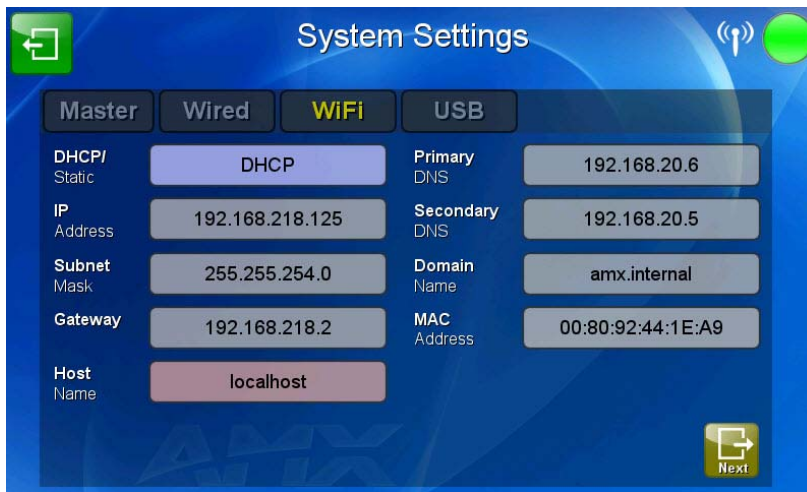 System Settings
Master Wired WiFi USB
DHCP/
Static
DHCP
Primary
DNS
192.168.20.6
IP
Address
192.168.218.125
Secondary
DNS
192.168.20.5
Subnet
Mask
255.255.254.0
Domain
Name
amx.internal
Gateway
192.168.218.2
MAC
Address
00:80:92:44:1E:A9
Host
Name
localhost
AMX
Next